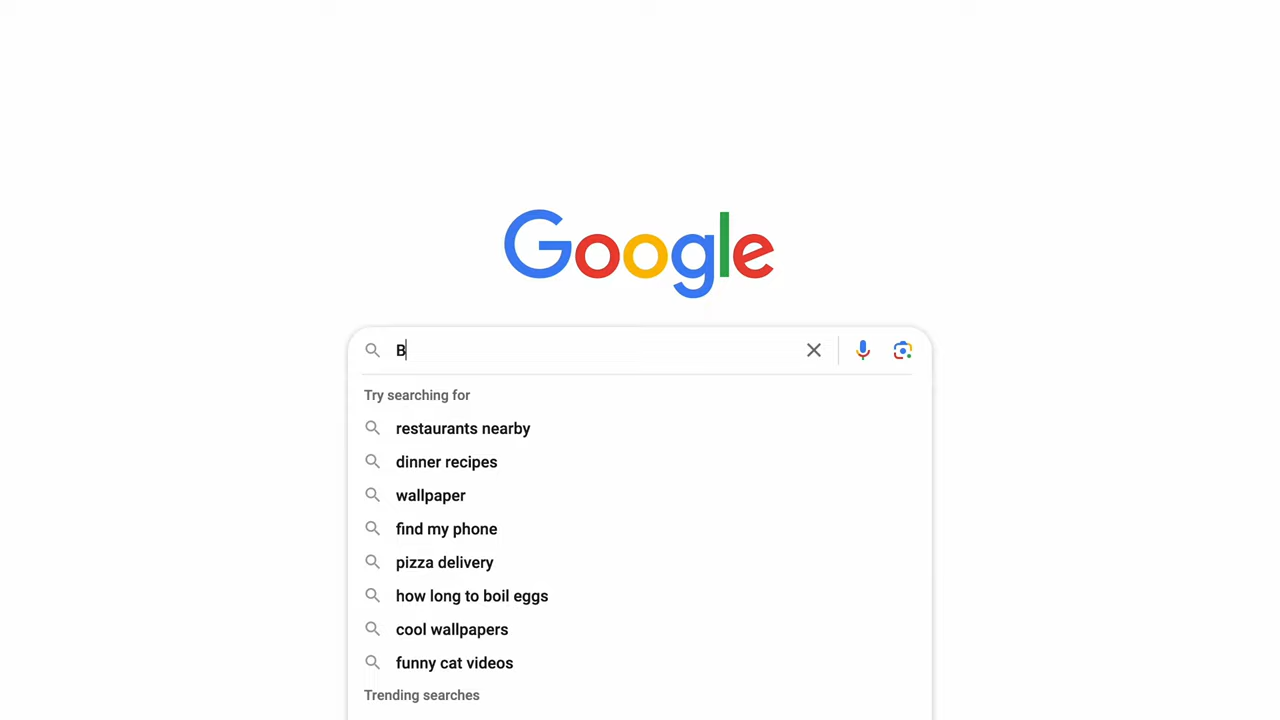 Google
B
Try searching for
restaurants nearby
dinner recipes
wallpaper
find my phone
pizza delivery
how long to boil eggs
cool wallpapers
funny cat videos
Trending searches